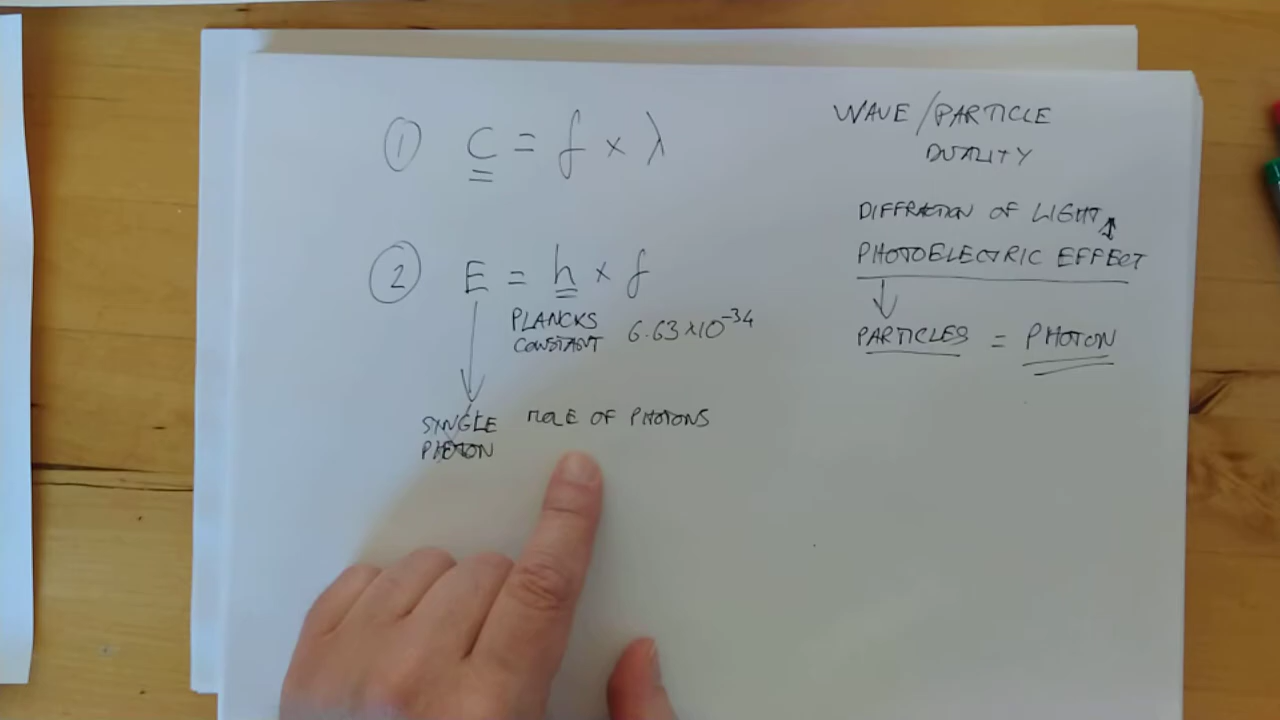 ① C = f × λ
② E = h × f
PLANCKS
CONSTANT 6.63×10⁻³⁴
SINGLE
PHOTON
MOLE OF PHOTONS
WAVE/PARTICLE
DUALITY
DIFFRACTION OF LIGHT
PHOTOELECTRIC EFFECT
PARTICLES = PHOTON